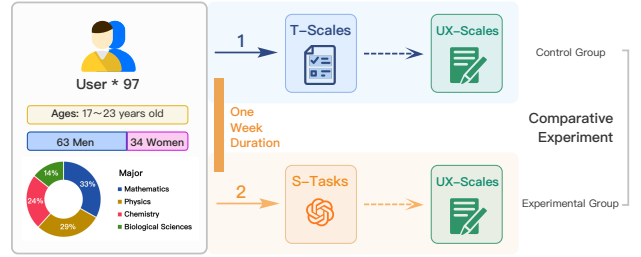 User * 97
Ages: 17~23 years old
63 Men
34 Women
14%
33%
24%
29%
Major
Mathematics
Physics
Chemistry
Biological Sciences
1
T-Scales
UX-Scales
Control Group
One
Week
Duration
Comparative
Experiment
2
S-Tasks
UX-Scales
Experimental Group